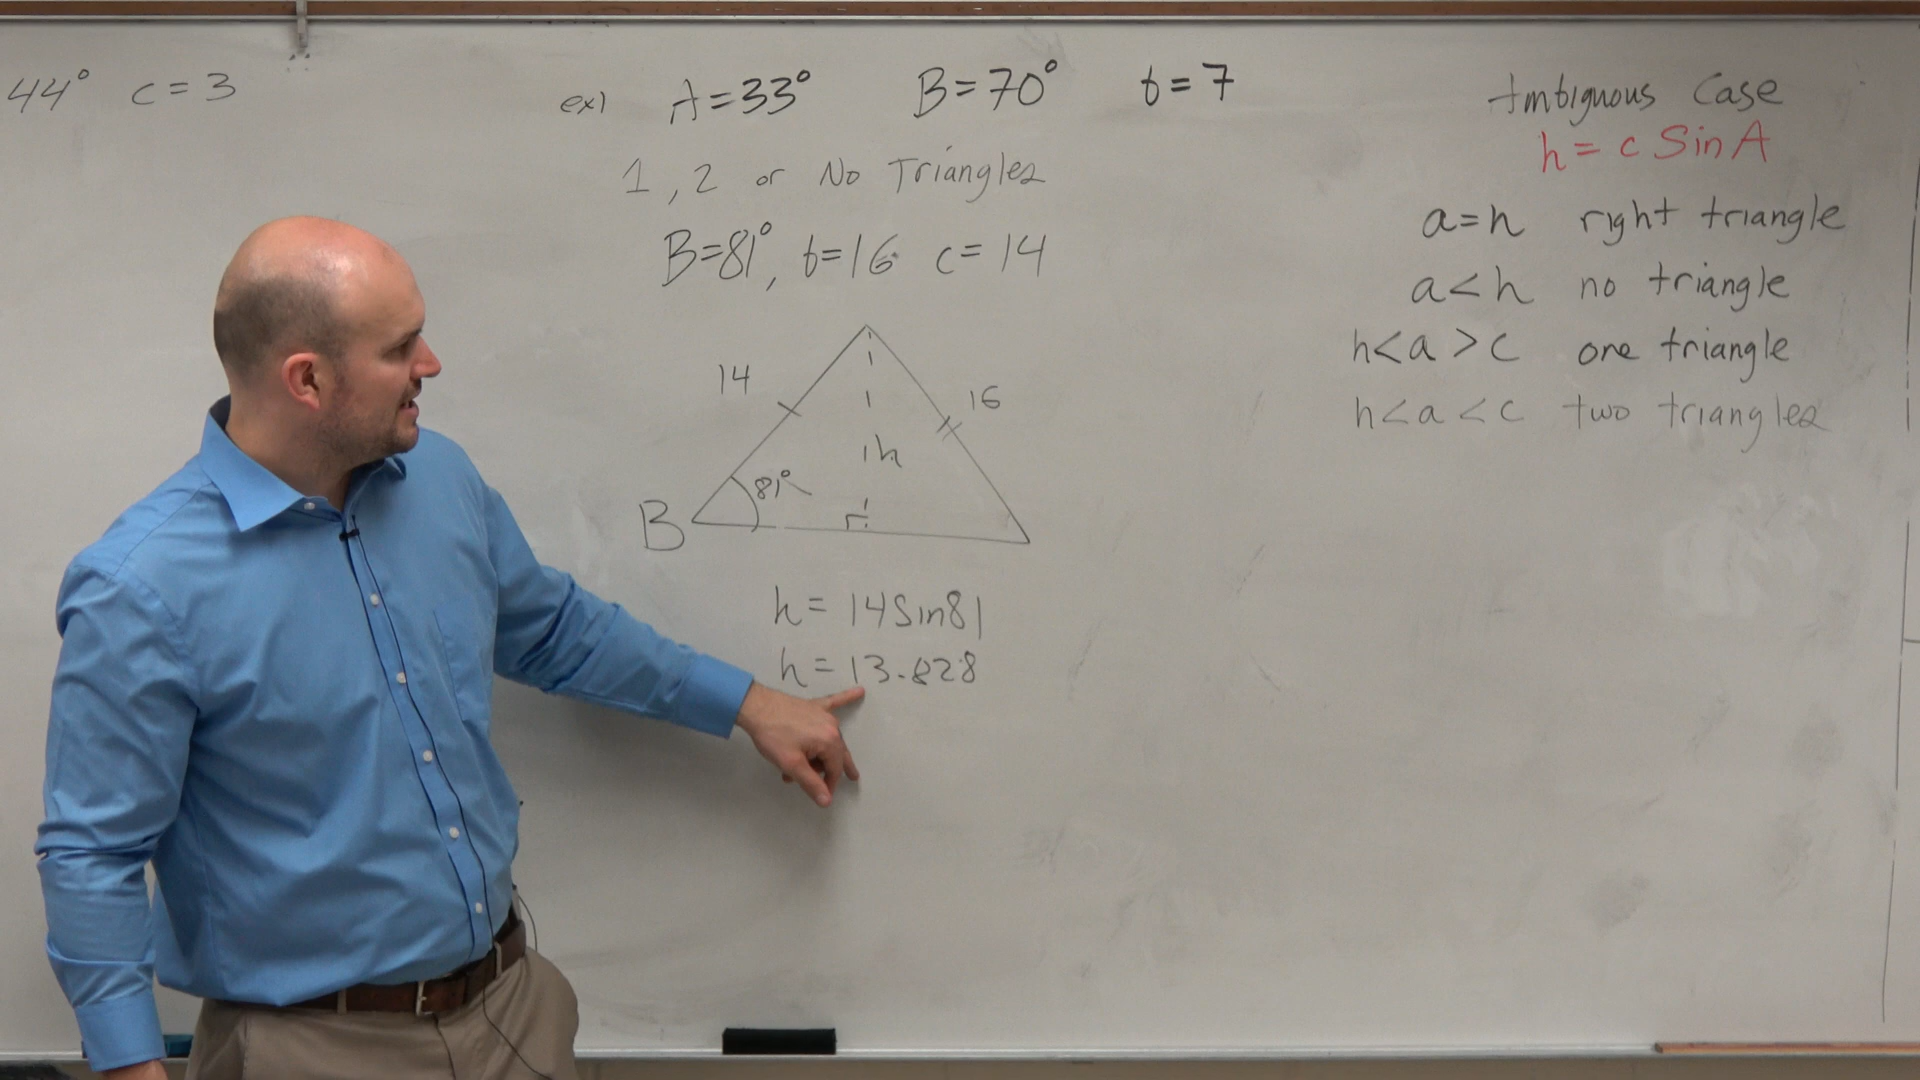 44° c = 3
ex) A = 33° B = 70° b = 7
1, 2 or No Triangles
B = 81°, b = 16 c = 14
14
16
h
81°
B
h = 14 Sin 81
h = 13.828
Ambiguous Case
h = c Sin A
a = h right triangle
a < h no triangle
h < a > c one triangle
h < a < c two triangles